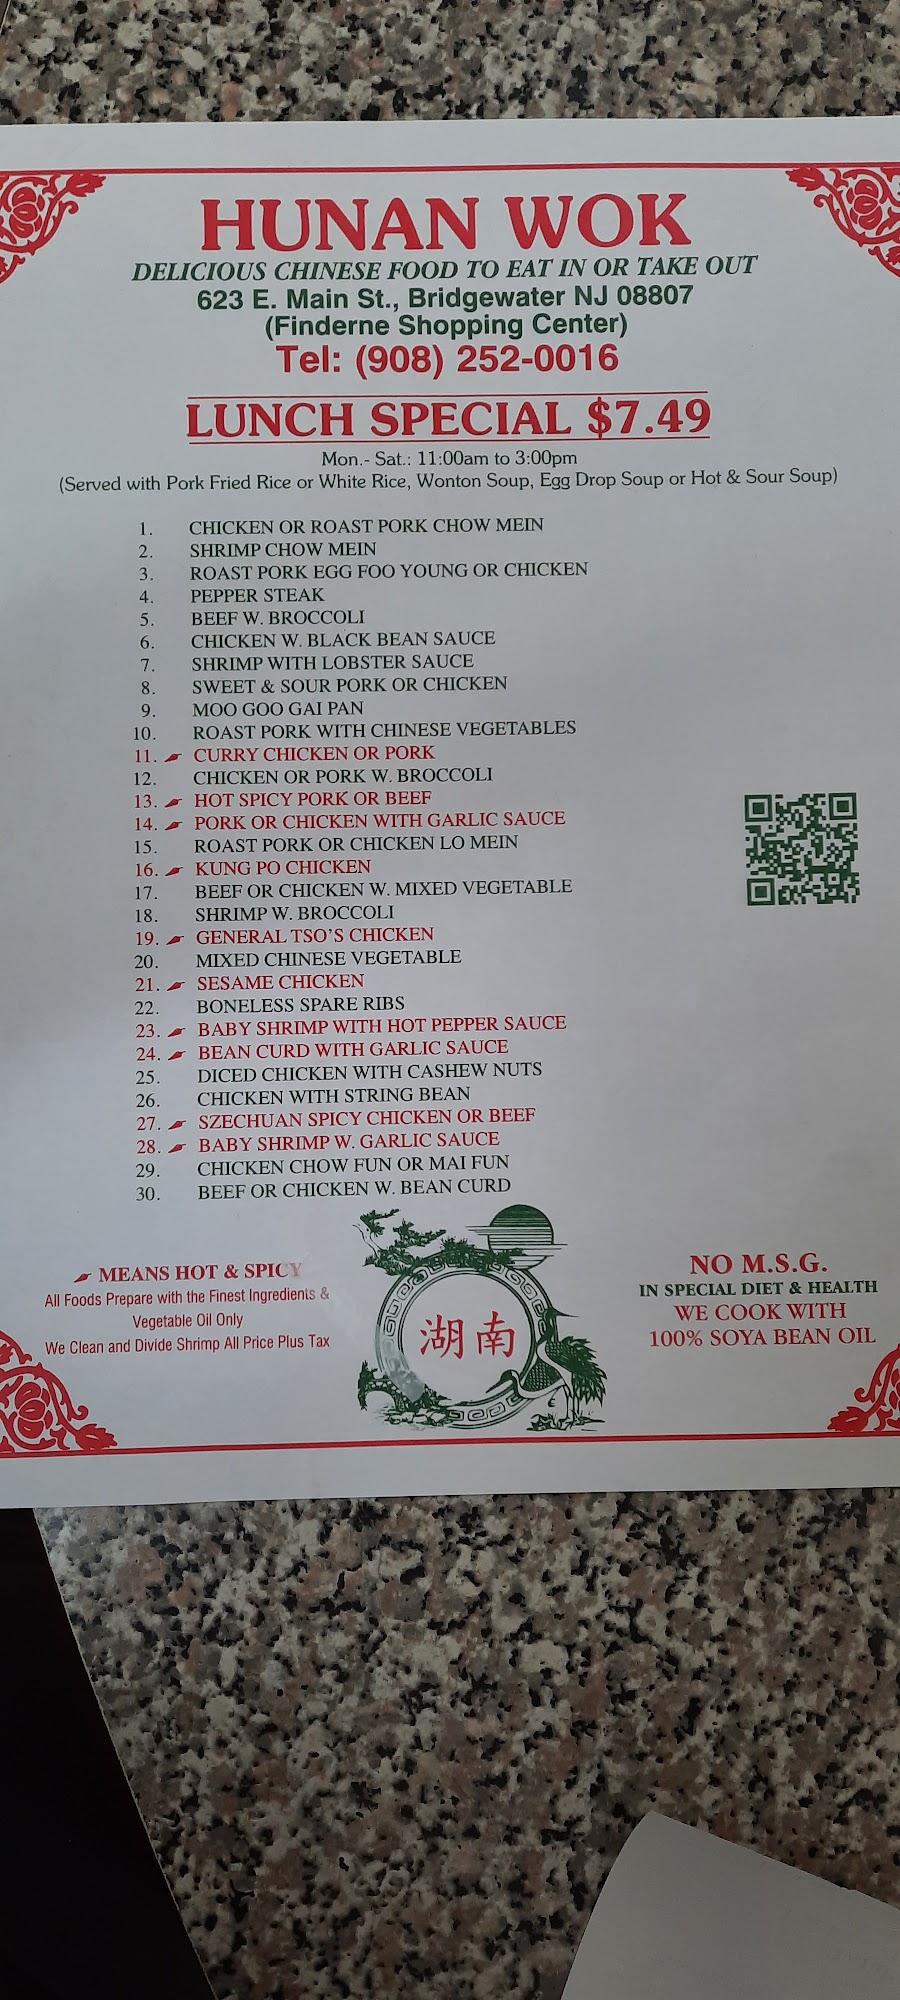 HUNAN WOK
DELICIOUS CHINESE FOOD TO EAT IN OR TAKE OUT
623 E. Main St., Bridgewater NJ 08807
(Finderne Shopping Center)
Tel: (908) 252-0016
LUNCH SPECIAL $7.49
Mon.- Sat.: 11:00am to 3:00pm
(Served with Pork Fried Rice or White Rice, Wonton Soup, Egg Drop Soup or Hot & Sour Soup)
1. CHICKEN OR ROAST PORK CHOW MEIN
2. SHRIMP CHOW MEIN
3. ROAST PORK EGG FOO YOUNG OR CHICKEN
4. PEPPER STEAK
5. BEEF W. BROCCOLI
6. CHICKEN W. BLACK BEAN SAUCE
7. SHRIMP WITH LOBSTER SAUCE
8. SWEET & SOUR PORK OR CHICKEN
9. MOO GOO GAI PAN
10. ROAST PORK WITH CHINESE VEGETABLES
11. CURRY CHICKEN OR PORK
12. CHICKEN OR PORK W. BROCCOLI
13. HOT SPICY PORK OR BEEF
14. PORK OR CHICKEN WITH GARLIC SAUCE
15. ROAST PORK OR CHICKEN LO MEIN
16. KUNG PO CHICKEN
17. BEEF OR CHICKEN W. MIXED VEGETABLE
18. SHRIMP W. BROCCOLI
19. GENERAL TSO'S CHICKEN
20. MIXED CHINESE VEGETABLE
21. SESAME CHICKEN
22. BONELESS SPARE RIBS
23. BABY SHRIMP WITH HOT PEPPER SAUCE
24. BEAN CURD WITH GARLIC SAUCE
25. DICED CHICKEN WITH CASHEW NUTS
26. CHICKEN WITH STRING BEAN
27. SZECHUAN SPICY CHICKEN OR BEEF
28. BABY SHRIMP W. GARLIC SAUCE
29. CHICKEN CHOW FUN OR MAI FUN
30. BEEF OR CHICKEN W. BEAN CURD
MEANS HOT & SPICY
All Foods Prepare with the Finest Ingredients &
Vegetable Oil Only
We Clean and Divide Shrimp All Price Plus Tax
湖南
NO M.S.G.
IN SPECIAL DIET & HEALTH
WE COOK WITH
100% SOYA BEAN OIL